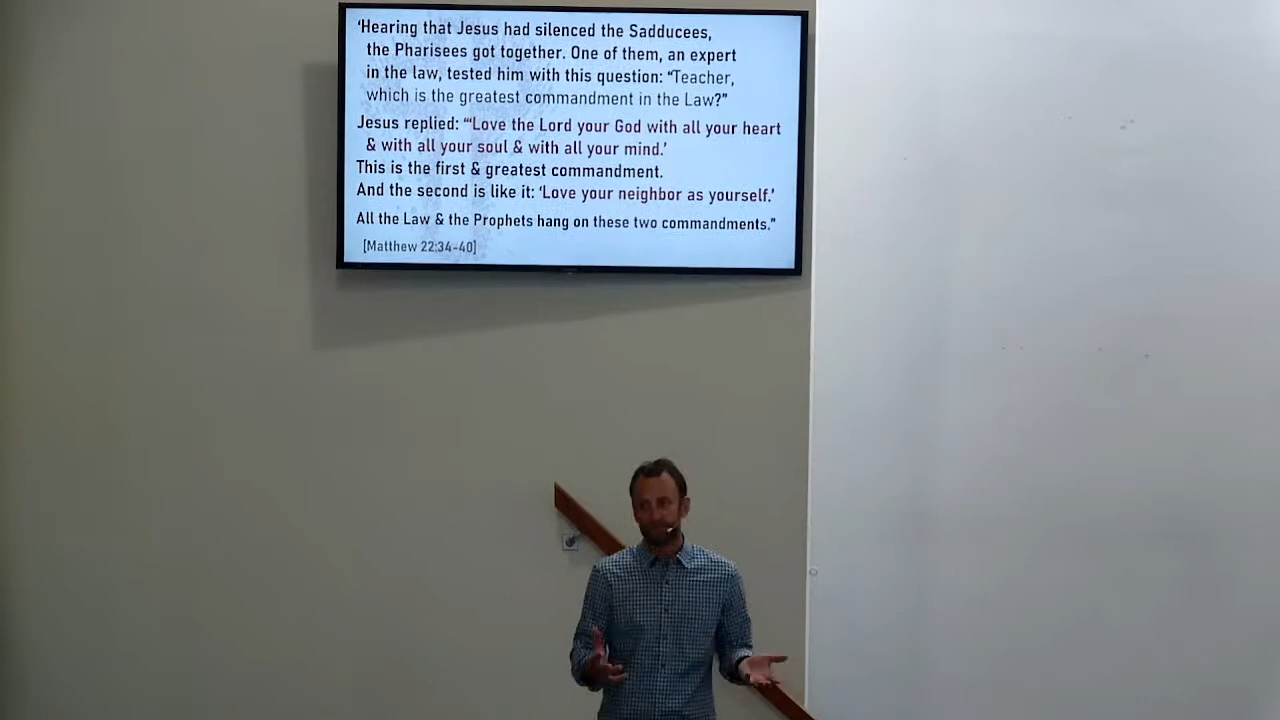 ‘Hearing that Jesus had silenced the Sadducees,
the Pharisees got together. One of them, an expert
in the law, tested him with this question: “Teacher,
which is the greatest commandment in the Law?”
Jesus replied: “‘Love the Lord your God with all your heart
& with all your soul & with all your mind.’
This is the first & greatest commandment.
And the second is like it: ‘Love your neighbor as yourself.’
All the Law & the Prophets hang on these two commandments.”
[Matthew 22:34-40]